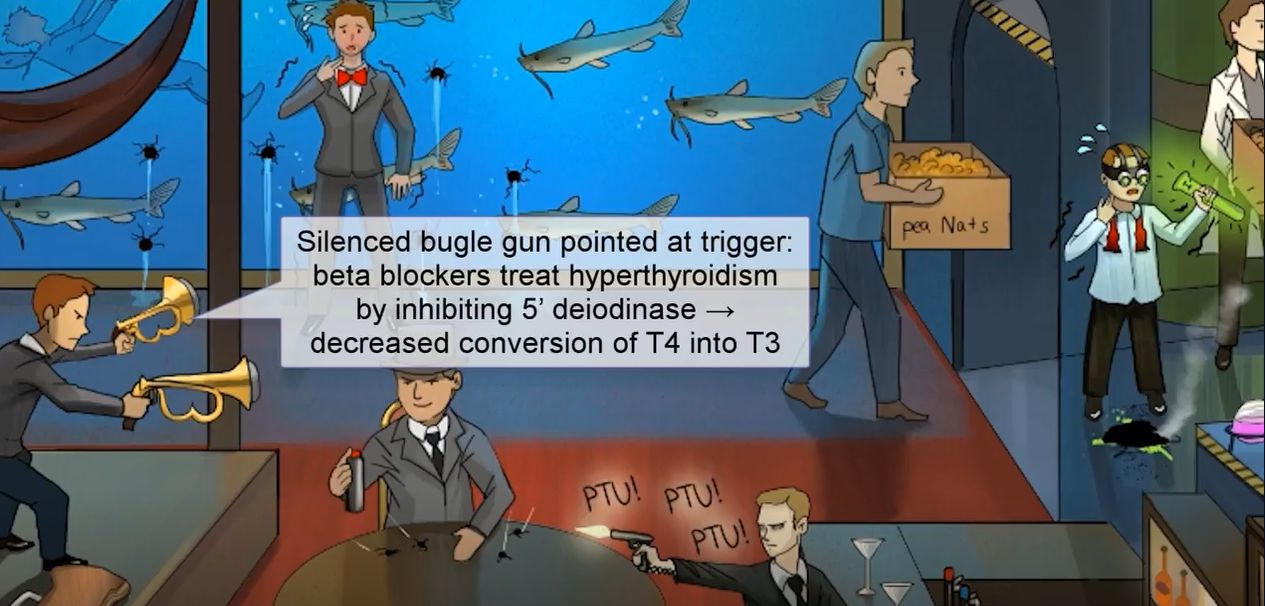 Silenced bugle gun pointed at trigger:
beta blockers treat hyperthyroidism
by inhibiting 5’ deiodinase →
decreased conversion of T4 into T3
pea Nats
PTU! PTU!
PTU!